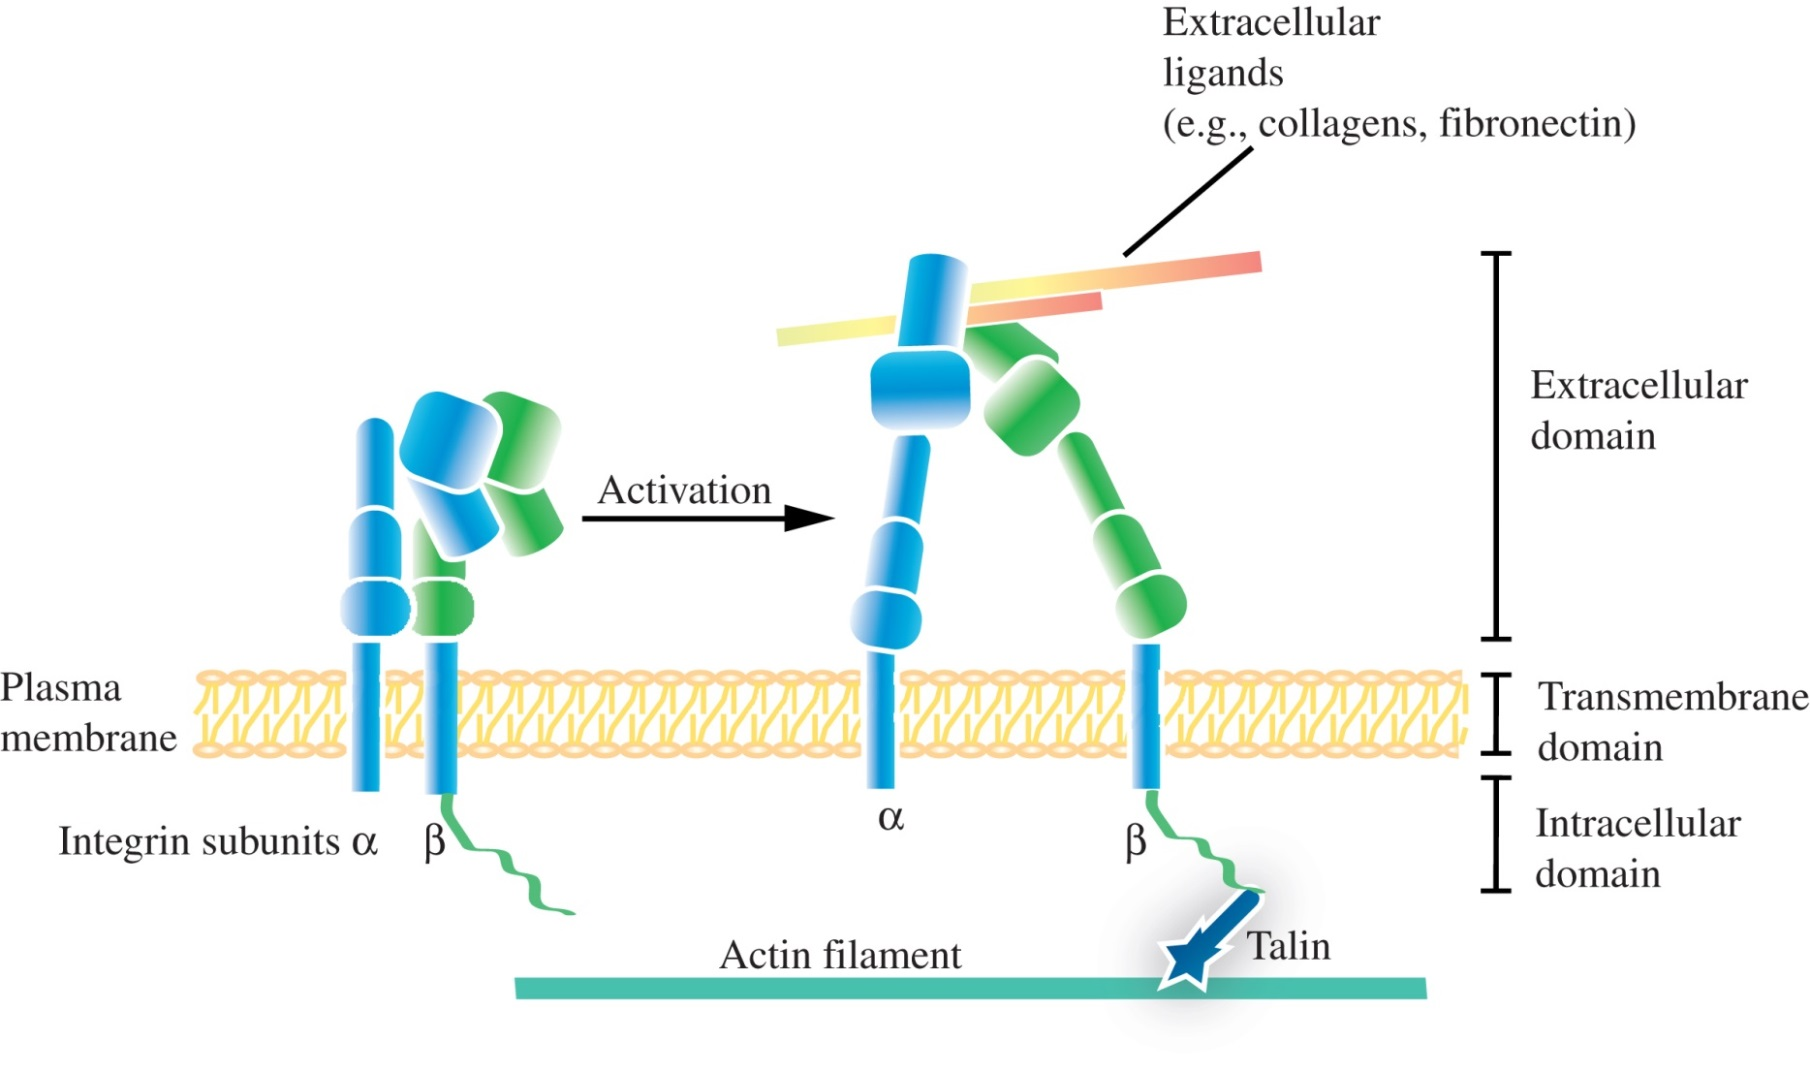 Extracellular
ligands
(e.g., collagens, fibronectin)
Activation
Extracellular
domain
Plasma
membrane
Transmembrane
domain
Integrin subunits α
β
α
β
Intracellular
domain
Actin filament
Talin